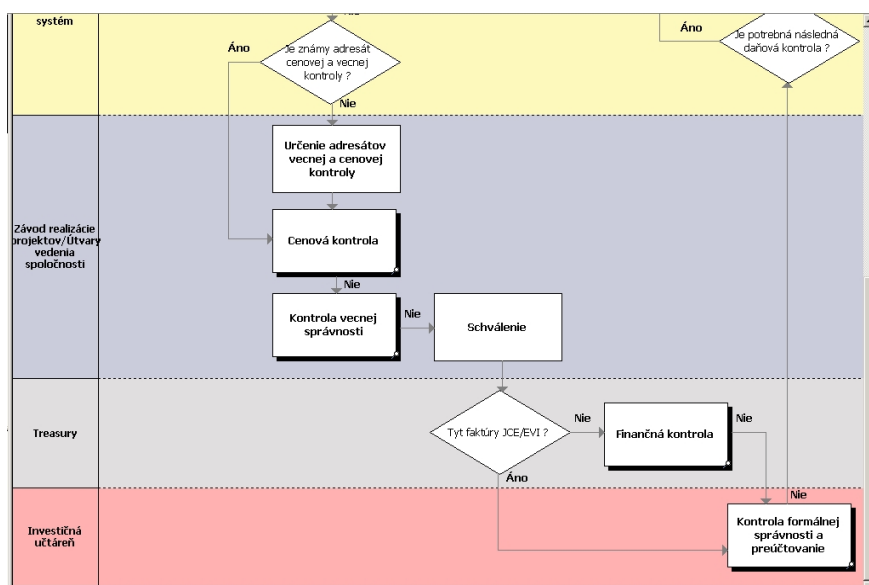 systém
Áno
Je známy adresát
cenovej a vecnej
kontroly ?
Nie
Áno
Je potrebná následná
daňová kontrola ?
Určenie adresátov
vecnej a cenovej
kontroly
Závod realizácie
projektov/Útvary
vedenia
spoločnosti
Cenová kontrola
Nie
Kontrola vecnej
správnosti
Nie
Schválenie
Treasury
Tyt faktúry JCE/EVI ?
Nie
Finančná kontrola
Nie
Áno
Nie
Investičná
učtáreň
Kontrola formálnej
správnosti a
preúčtovanie